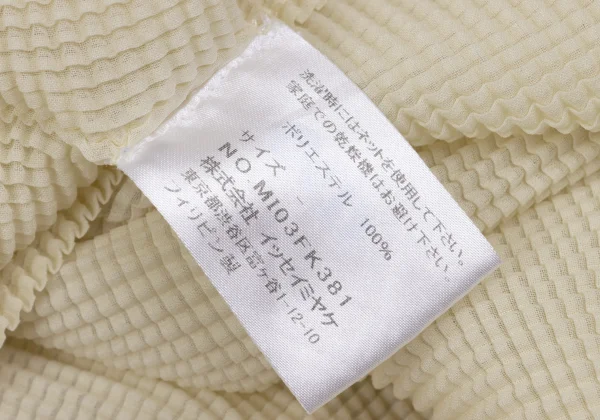 洗濯時にはネットを使用して下さい。
家庭での乾燥機はお避け下さい。
ポリエステル 100%
サイズ -
NO MI03FK381
株式会社 イッセイミヤケ
東京都渋谷区富ケ谷1-12-10
フィリピン製